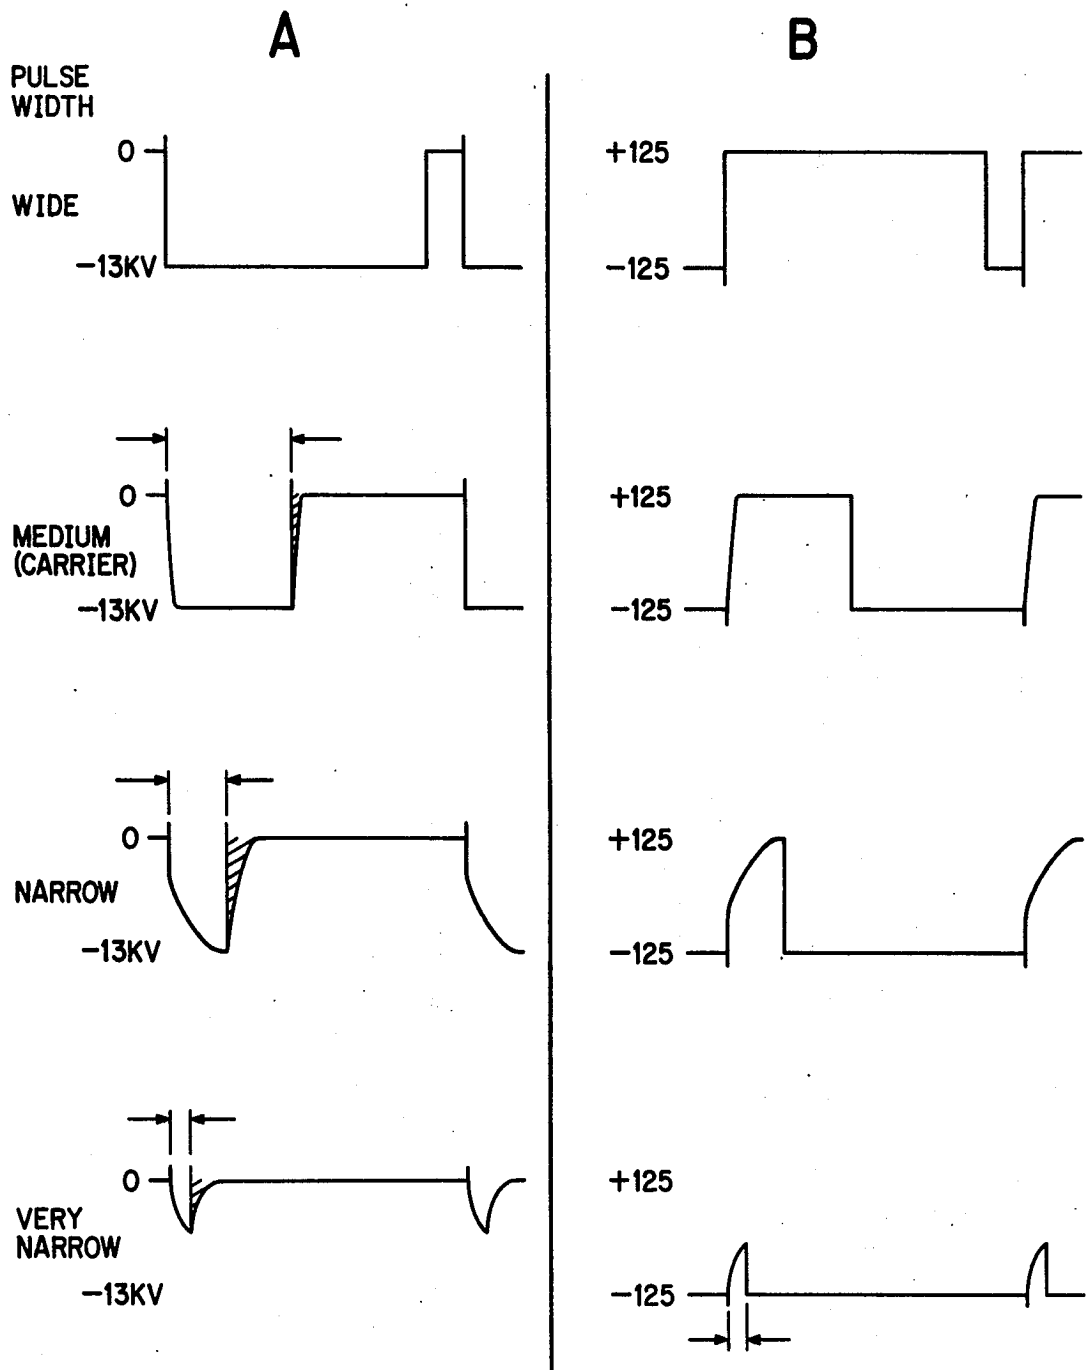 A
B
PULSE
WIDTH
0
+125
WIDE
-13KV
-125
0
+125
MEDIUM
(CARRIER)
-13KV
-125
0
+125
NARROW
-13KV
-125
0
+125
VERY
NARROW
-13KV
-125